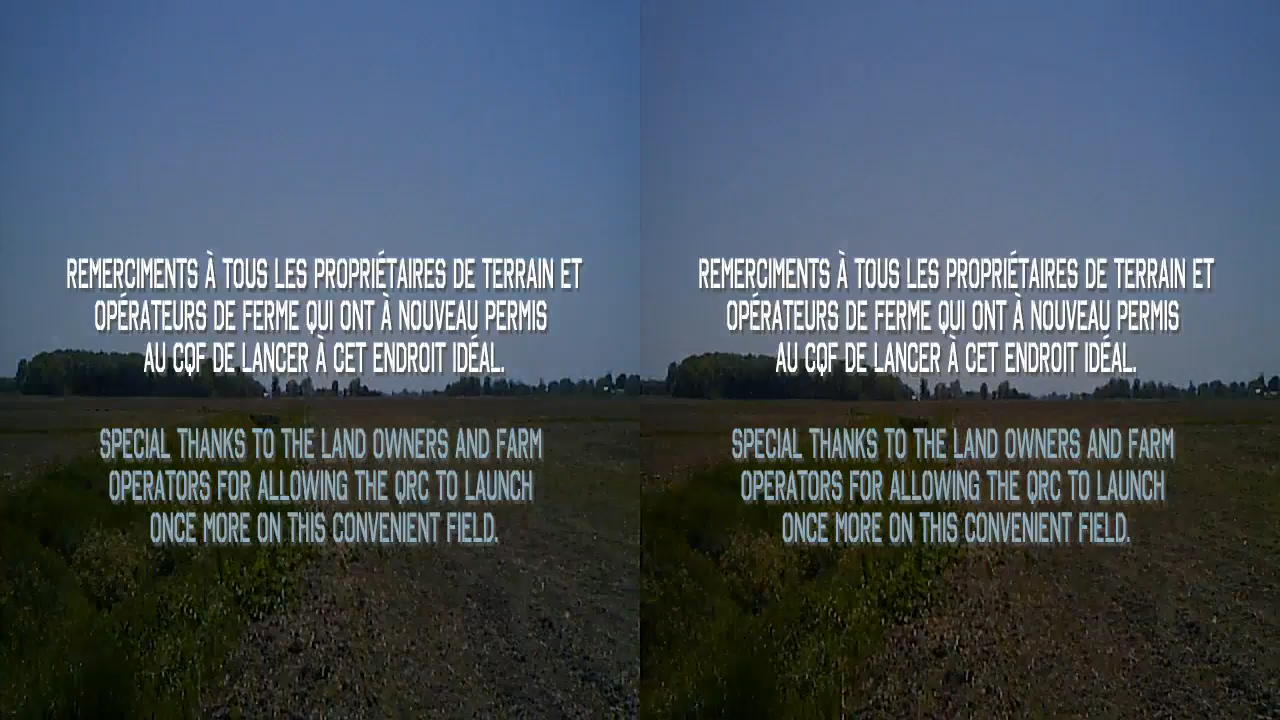 REMERCIMENTS À TOUS LES PROPRIÉTAIRES DE TERRAIN ET
OPÉRATEURS DE FERME QUI ONT À NOUVEAU PERMIS
AU CQF DE LANCER À CET ENDROIT IDÉAL.
SPECIAL THANKS TO THE LAND OWNERS AND FARM
OPERATORS FOR ALLOWING THE QRC TO LAUNCH
ONCE MORE ON THIS CONVENIENT FIELD.
REMERCIMENTS À TOUS LES PROPRIÉTAIRES DE TERRAIN ET
OPÉRATEURS DE FERME QUI ONT À NOUVEAU PERMIS
AU CQF DE LANCER À CET ENDROIT IDÉAL.
SPECIAL THANKS TO THE LAND OWNERS AND FARM
OPERATORS FOR ALLOWING THE QRC TO LAUNCH
ONCE MORE ON THIS CONVENIENT FIELD.